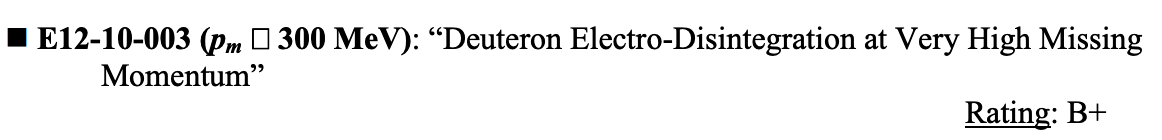 ■ E12-10-003 (pm □ 300 MeV): “Deuteron Electro-Disintegration at Very High Missing
Momentum”
Rating: B+